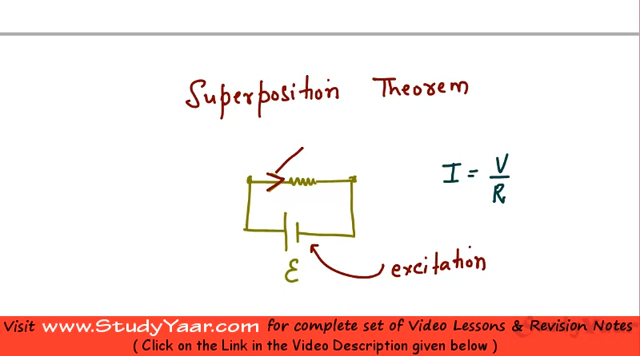 Superposition Theorem
I = V/R
ε
excitation
Visit www.StudyYaar.com for complete set of Video Lessons & Revision Notes
( Click on the Link in the Video Description given below )